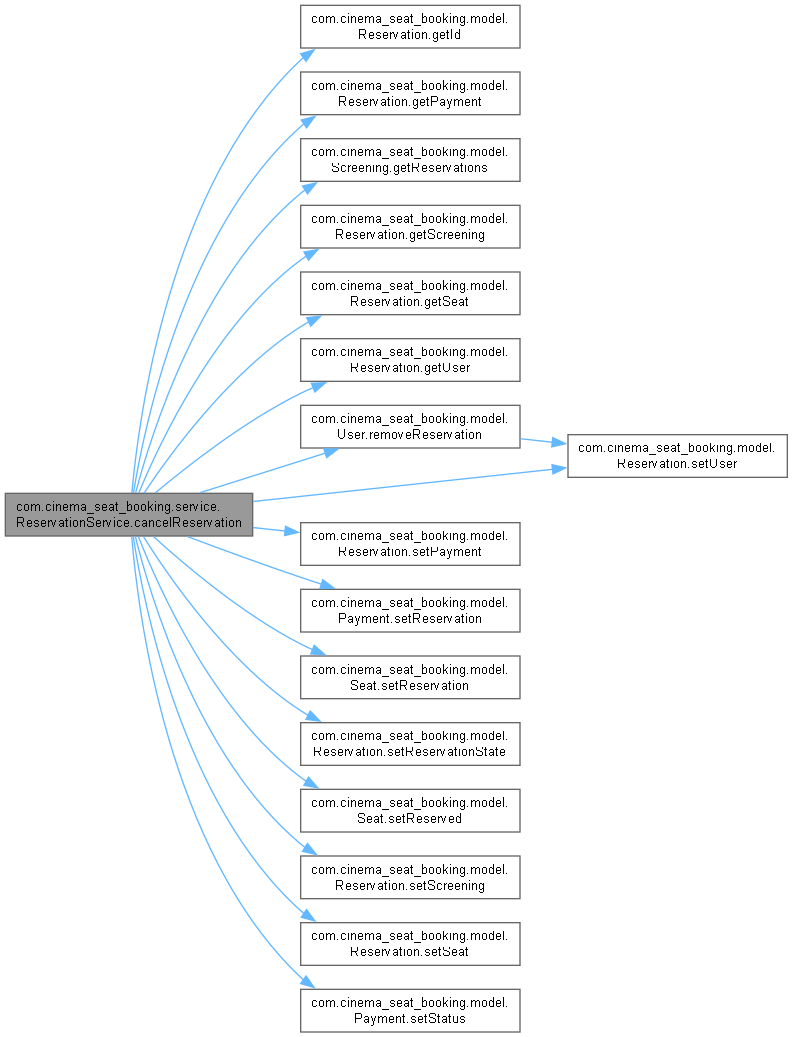 com.cinema_seat_booking.model.
Reservation.getId
com.cinema_seat_booking.model.
Reservation.getPayment
com.cinema_seat_booking.model.
Screening.getReservations
com.cinema_seat_booking.model.
Reservation.getScreening
com.cinema_seat_booking.model.
Reservation.getSeat
com.cinema_seat_booking.model.
Reservation.getUser
com.cinema_seat_booking.model.
User.removeReservation
com.cinema_seat_booking.model.
Reservation.setUser
com.cinema_seat_booking.service.
ReservationService.cancelReservation
com.cinema_seat_booking.model.
Reservation.setPayment
com.cinema_seat_booking.model.
Payment.setReservation
com.cinema_seat_booking.model.
Seat.setReservation
com.cinema_seat_booking.model.
Reservation.setReservationState
com.cinema_seat_booking.model.
Seat.setReserved
com.cinema_seat_booking.model.
Reservation.setScreening
com.cinema_seat_booking.model.
Reservation.setSeat
com.cinema_seat_booking.model.
Payment.setStatus